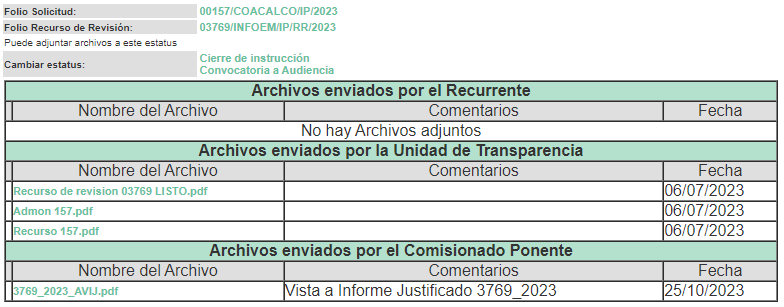 Folio Solicitud: 00157/COACALCO/IP/2023
Folio Recurso de Revisión: 03769/INFOEM/IP/RR/2023
Puede adjuntar archivos a este estatus
Cambiar estatus: Cierre de instrucción
Convocatoria a Audiencia
Archivos enviados por el Recurrente
Nombre del Archivo Comentarios Fecha
No hay Archivos adjuntos
Archivos enviados por la Unidad de Transparencia
Nombre del Archivo Comentarios Fecha
Recurso de revision 03769 LISTO.pdf 06/07/2023
Admon 157.pdf 06/07/2023
Recurso 157.pdf 06/07/2023
Archivos enviados por el Comisionado Ponente
Nombre del Archivo Comentarios Fecha
3769_2023_AVIJ.pdf Vista a Informe Justificado 3769_2023 25/10/2023